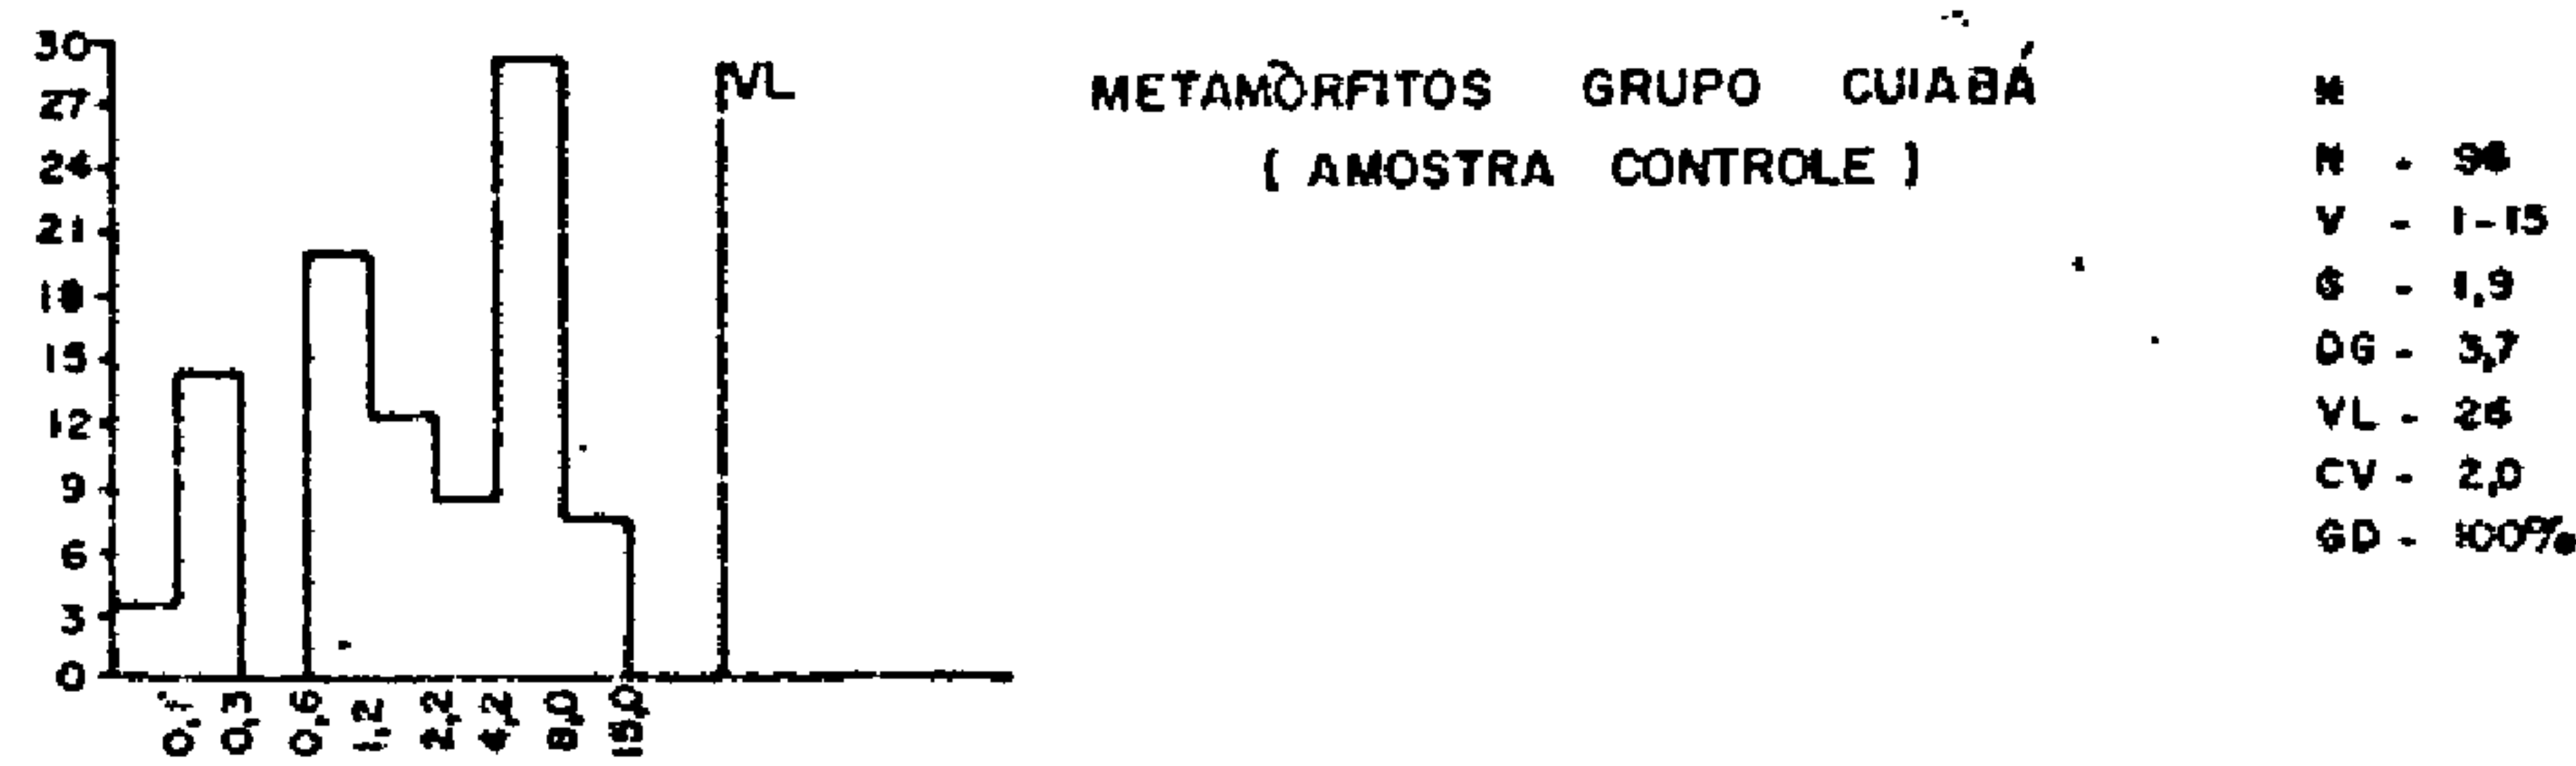 30
27
24
21
18
15
12
9
6
3
0
0,1 0,3 0,6 1,2 2,2 4,2 8,0 15,0
VL
METAMÒRFITOS GRUPO CUIABÁ
( AMOSTRA CONTROLE )
N -
V - 1-15
G - 1,9
DG - 3,7
VL - 26
CV - 2,0
GD - 100%